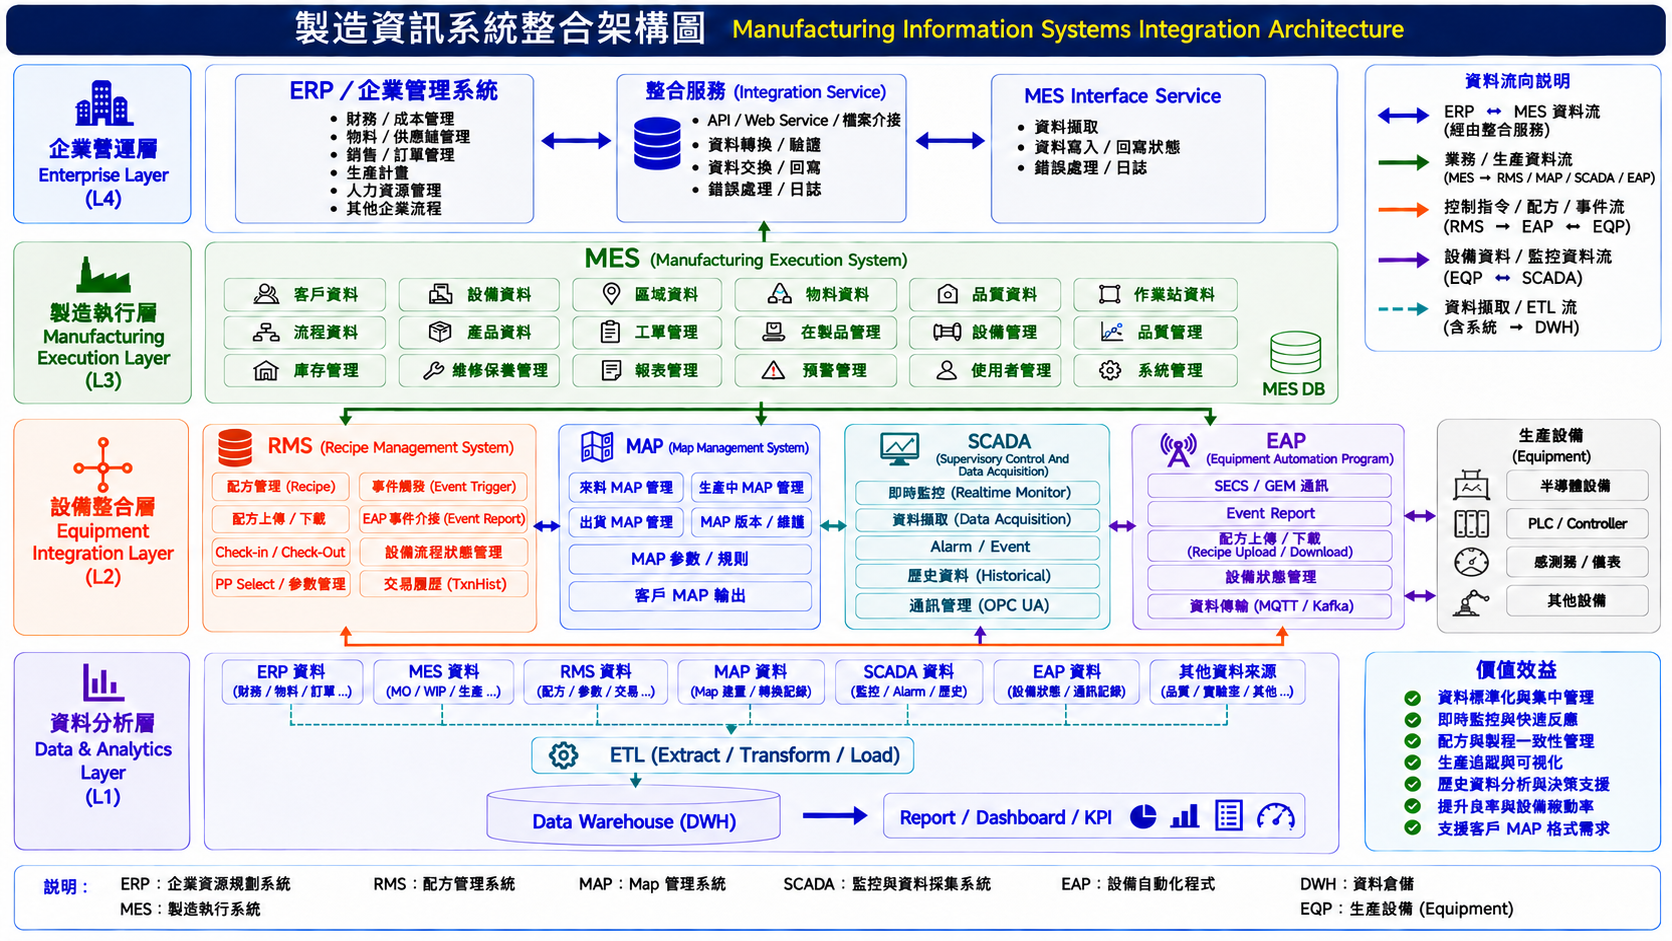 製造資訊系統整合架構圖 Manufacturing Information Systems Integration Architecture
企業營運層
Enterprise Layer
(L4)
ERP / 企業管理系統
• 財務 / 成本管理
• 物料 / 供應鏈管理
• 銷售 / 訂單管理
• 生產計畫
• 人力資源管理
• 其他企業流程
整合服務 (Integration Service)
• API / Web Service / 檔案介接
• 資料轉換 / 驗證
• 資料交換 / 回寫
• 錯誤處理 / 日誌
MES Interface Service
• 資料擷取
• 資料寫入 / 回寫狀態
• 錯誤處理 / 日誌
資料流向說明
ERP ↔ MES 資料流
(經由整合服務)
業務 / 生產資料流
(MES → RMS / MAP / SCADA / EAP)
控制指令 / 配方 / 事件流
(RMS → EAP ↔ EQP)
設備資料 / 監控資料流
(EQP ↔ SCADA)
資料擷取 / ETL 流
(含系統 → DWH)
製造執行層
Manufacturing
Execution Layer
(L3)
MES (Manufacturing Execution System)
客戶資料
設備資料
區域資料
物料資料
品質資料
作業站資料
流程資料
產品資料
工單管理
在製品管理
設備管理
品質管理
庫存管理
維修保養管理
報表管理
預警管理
使用者管理
系統管理
MES DB
設備整合層
Equipment
Integration Layer
(L2)
RMS (Recipe Management System)
配方管理 (Recipe)
事件觸發 (Event Trigger)
配方上傳 / 下載
EAP 事件介接 (Event Report)
Check-in / Check-Out
設備流程狀態管理
PP Select / 參數管理
交易履歷 (TxnHist)
MAP (Map Management System)
來料 MAP 管理
生產中 MAP 管理
出貨 MAP 管理
MAP 版本 / 維護
MAP 參數 / 規則
客戶 MAP 輸出
SCADA
(Supervisory Control And
Data Acquisition)
即時監控 (Realtime Monitor)
資料擷取 (Data Acquisition)
Alarm / Event
歷史資料 (Historical)
通訊管理 (OPC UA)
EAP
(Equipment Automation Program)
SECS / GEM 通訊
Event Report
配方上傳 / 下載
(Recipe Upload / Download)
設備狀態管理
資料傳輸 (MQTT / Kafka)
生產設備
(Equipment)
半導體設備
PLC / Controller
感測器 / 儀表
其他設備
資料分析層
Data & Analytics
Layer
(L1)
ERP 資料
(財務 / 物料 / 訂單 ...)
MES 資料
(MO / WIP / 生產 ...)
RMS 資料
(配方 / 參數 / 交易 ...)
MAP 資料
(Map 建置 / 轉換記錄)
SCADA 資料
(監控 / Alarm / 歷史)
EAP 資料
(設備狀態 / 通訊記錄)
其他資料來源
(品質 / 實驗室 / 其他 ...)
ETL (Extract / Transform / Load)
Data Warehouse (DWH)
Report / Dashboard / KPI
價值效益
資料標準化與集中管理
即時監控與快速反應
配方與製程一致性管理
生產追蹤與可視化
歷史資料分析與決策支援
提升良率與設備稼動率
支援客戶 MAP 格式需求
說明：
ERP：企業資源規劃系統
RMS：配方管理系統
MAP：Map 管理系統
SCADA：監控與資料採集系統
EAP：設備自動化程式
DWH：資料倉儲
MES：製造執行系統
EQP：生產設備 (Equipment)